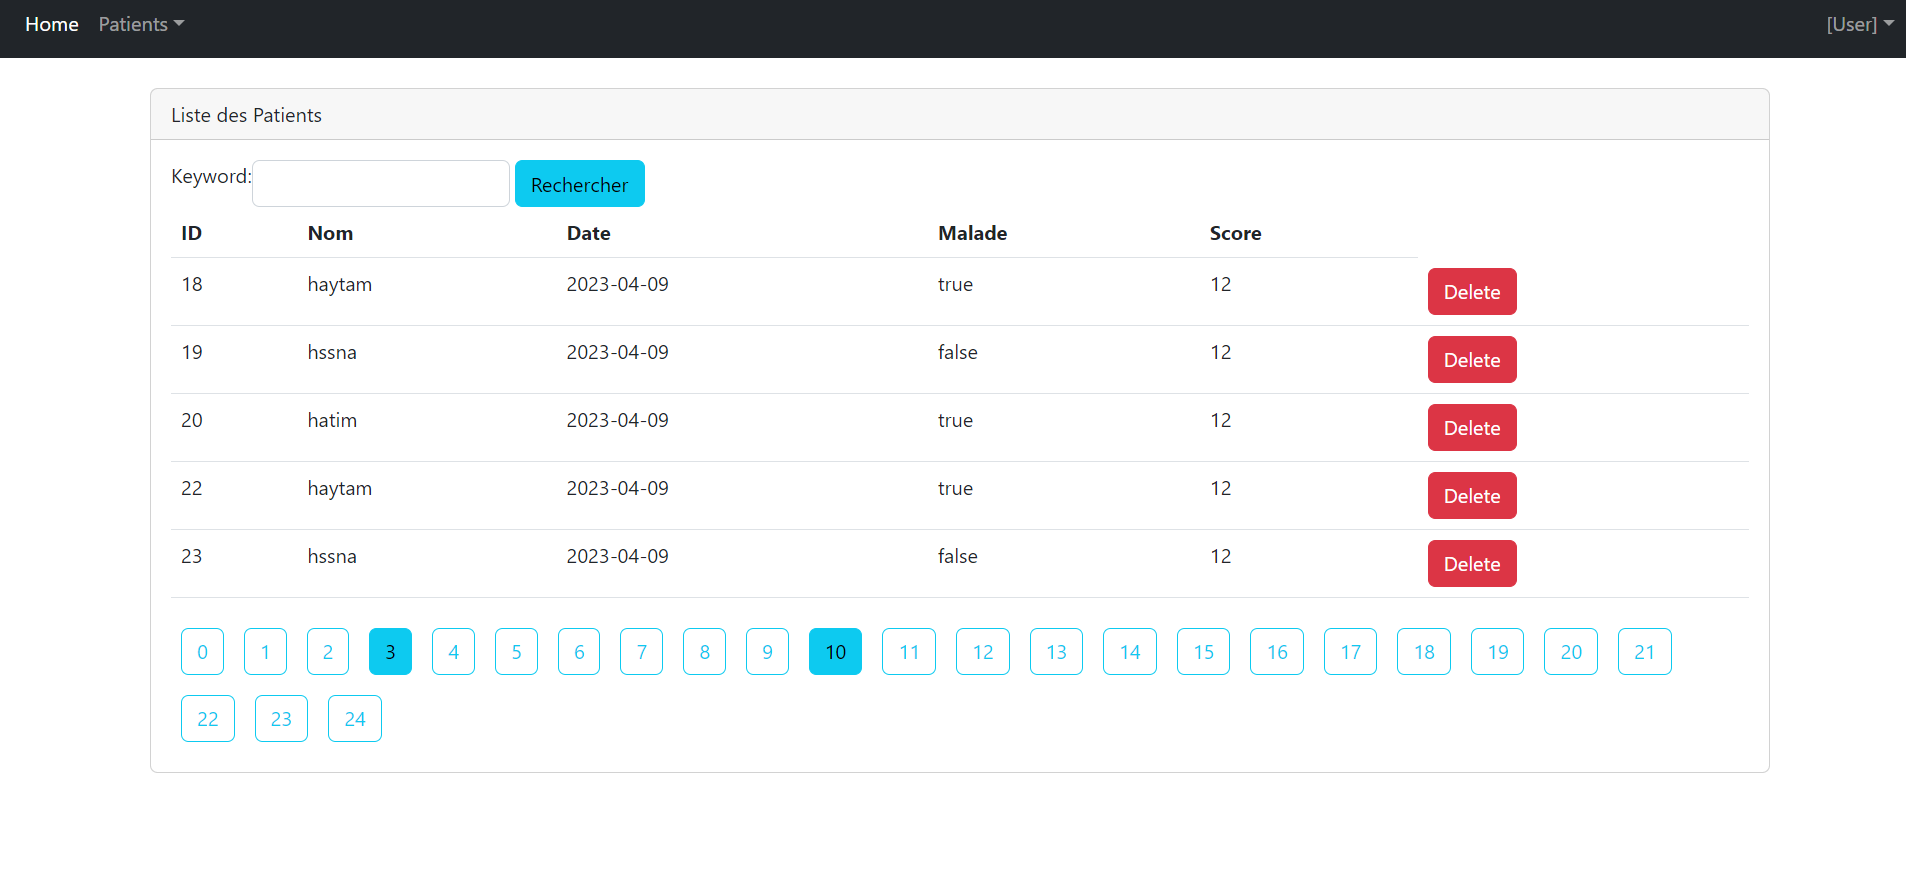 Home Patients [User]
Liste des Patients
Keyword: Rechercher
ID Nom Date Malade Score
18 haytam 2023-04-09 true 12 Delete
19 hssna 2023-04-09 false 12 Delete
20 hatim 2023-04-09 true 12 Delete
22 haytam 2023-04-09 true 12 Delete
23 hssna 2023-04-09 false 12 Delete
0 1 2 3 4 5 6 7 8 9 10 11 12 13 14 15 16 17 18 19 20 21
22 23 24